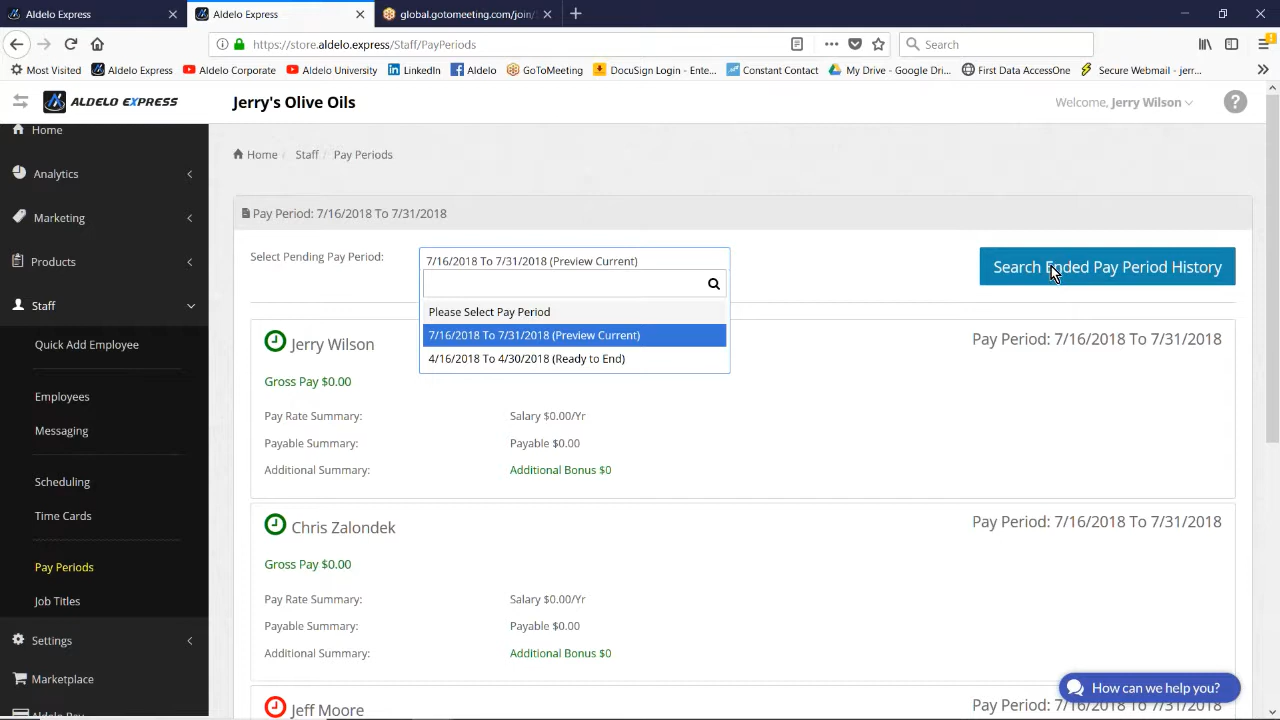 Aldelo Express
Aldelo Express
global.gotomeeting.com/join/
https://store.aldelo.express/Staff/PayPeriods
Search
Most Visited
Aldelo Express
Aldelo Corporate
Aldelo University
LinkedIn
Aldelo
GoToMeeting
DocuSign Login - Ente...
Constant Contact
My Drive - Google Dri...
First Data AccessOne
Secure Webmail - jerr...
ALDELO EXPRESS
Jerry's Olive Oils
Welcome, Jerry Wilson
Home
Analytics
Marketing
Products
Staff
Quick Add Employee
Employees
Messaging
Scheduling
Time Cards
Pay Periods
Job Titles
Settings
Marketplace
Aldelo Pay
Home / Staff / Pay Periods
Pay Period: 7/16/2018 To 7/31/2018
Select Pending Pay Period:
7/16/2018 To 7/31/2018 (Preview Current)
Please Select Pay Period
7/16/2018 To 7/31/2018 (Preview Current)
4/16/2018 To 4/30/2018 (Ready to End)
Search Ended Pay Period History
Jerry Wilson
Pay Period: 7/16/2018 To 7/31/2018
Gross Pay $0.00
Pay Rate Summary: Salary $0.00/Yr
Payable Summary: Payable $0.00
Additional Summary: Additional Bonus $0
Chris Zalondek
Pay Period: 7/16/2018 To 7/31/2018
Gross Pay $0.00
Pay Rate Summary: Salary $0.00/Yr
Payable Summary: Payable $0.00
Additional Summary: Additional Bonus $0
Jeff Moore
Pay Period: 7/16/2018 To 7/31/2018
How can we help you?